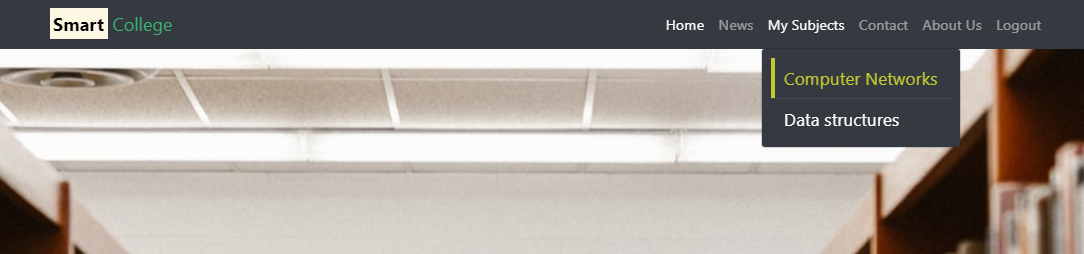 Smart College
Home News My Subjects Contact About Us Logout
Computer Networks
Data structures